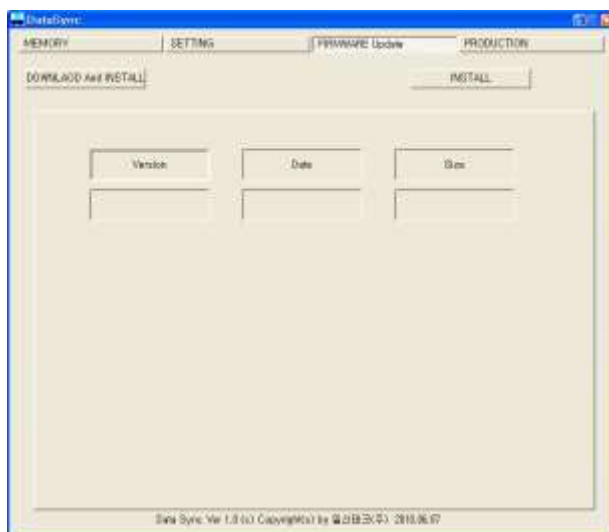 DataSync
MEMORY SETTING FIRMWARE Update PRODUCTION
DOWNLAOD And INSTALL INSTALL
Version Date Size
Data Sync Ver 1.0 (c) Copyright(s) by 2010.06.07